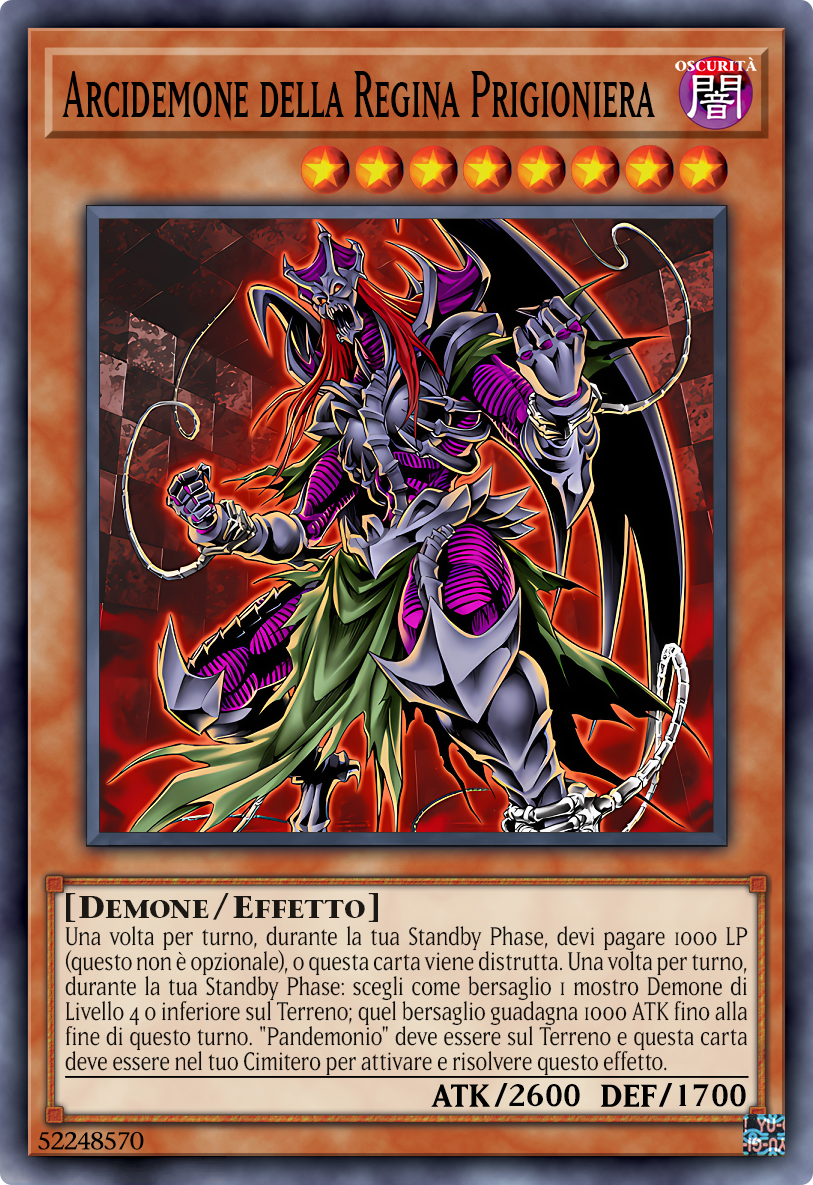 Arcidemone della Regina Prigioniera
OSCURITÀ
闇
[Demone/Effetto]
Una volta per turno, durante la tua Standby Phase, devi pagare 1000 LP
(questo non è opzionale), o questa carta viene distrutta. Una volta per turno,
durante la tua Standby Phase: scegli come bersaglio 1 mostro Demone di
Livello 4 o inferiore sul Terreno; quel bersaglio guadagna 1000 ATK fino alla
fine di questo turno. "Pandemonio" deve essere sul Terreno e questa carta
deve essere nel tuo Cimitero per attivare e risolvere questo effetto.
ATK/2600 DEF/1700
52248570